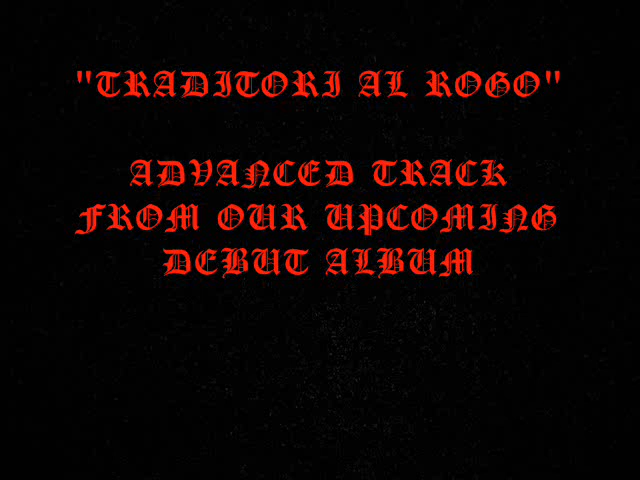 "TRADITORI AL ROGO"
ADVANCED TRACK
FROM OUR UPCOMING
DEBUT ALBUM